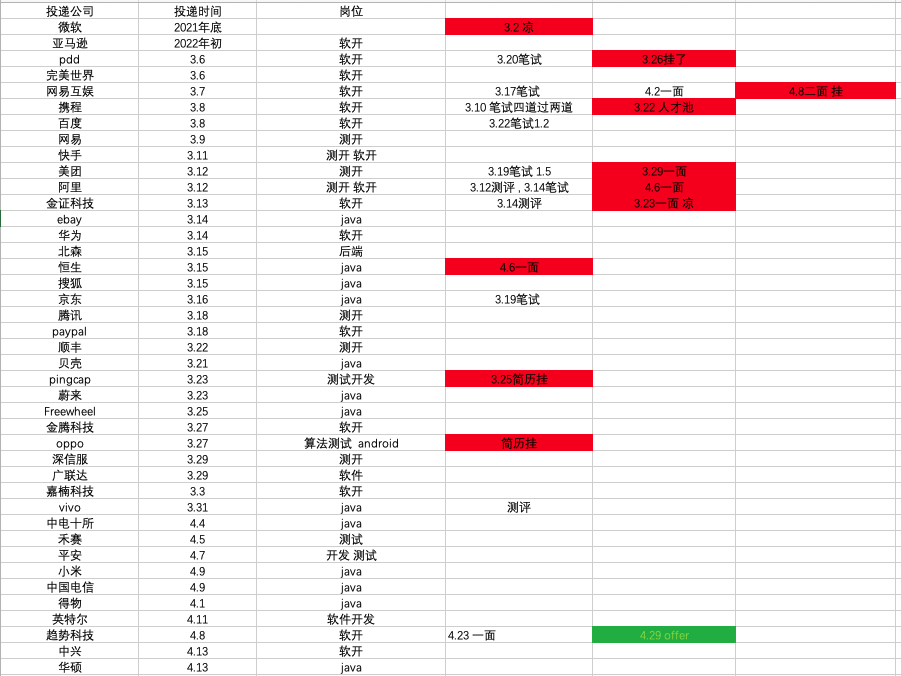 投递公司 投递时间 岗位
微软 2021年底 3.2 凉
亚马逊 2022年初 软开
pdd 3.6 软开 3.20笔试 3.26挂了
完美世界 3.6 软开
网易互娱 3.7 软开 3.17笔试 4.2一面 4.8二面 挂
携程 3.8 软开 3.10 笔试四道过两道 3.22 人才池
百度 3.8 软开 3.22笔试1.2
网易 3.9 测开
快手 3.11 测开 软开
美团 3.12 测开 3.19笔试 1.5 3.29一面
阿里 3.12 测开 软开 3.12测评 , 3.14笔试 4.6一面
金证科技 3.13 软开 3.14测评 3.23一面 凉
ebay 3.14 java
华为 3.14 软开
北森 3.15 后端
恒生 3.15 java 4.6一面
搜狐 3.15 java
京东 3.16 java 3.19笔试
腾讯 3.18 测开
paypal 3.18 软开
顺丰 3.22 测开
贝壳 3.21 java
pingcap 3.23 测试开发 3.25简历挂
蔚来 3.23 java
Freewheel 3.25 java
金腾科技 3.27 软开
oppo 3.27 算法测试 android 简历挂
深信服 3.29 测开
广联达 3.29 软件
嘉楠科技 3.3 软开
vivo 3.31 java 测评
中电十所 4.4 java
禾赛 4.5 测试
平安 4.7 开发 测试
小米 4.9 java
中国电信 4.9 java
得物 4.1 java
英特尔 4.11 软件开发
趋势科技 4.8 软开 4.23 一面 4.29 offer
中兴 4.13 软开
华硕 4.13 java